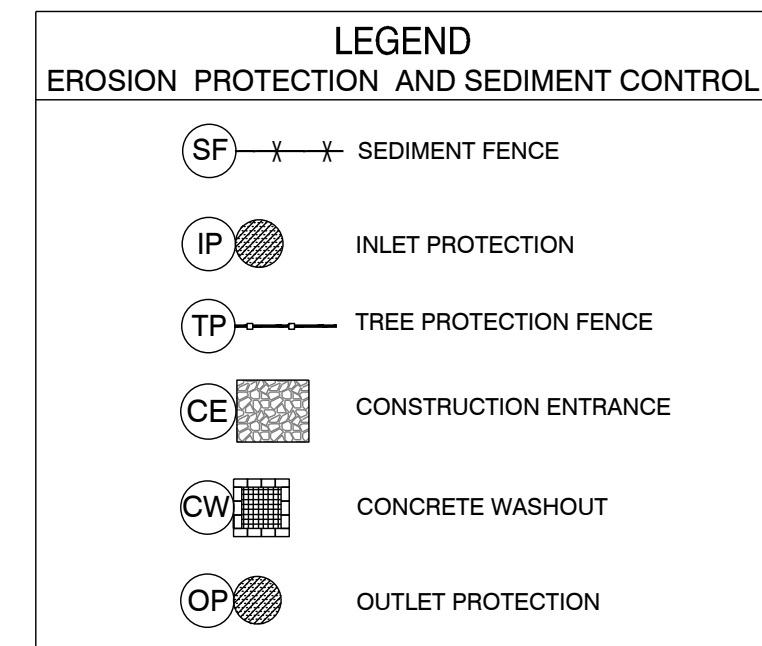 LEGEND
EROSION PROTECTION AND SEDIMENT CONTROL
SF X X SEDIMENT FENCE
IP INLET PROTECTION
TP TREE PROTECTION FENCE
CE CONSTRUCTION ENTRANCE
CW CONCRETE WASHOUT
OP OUTLET PROTECTION